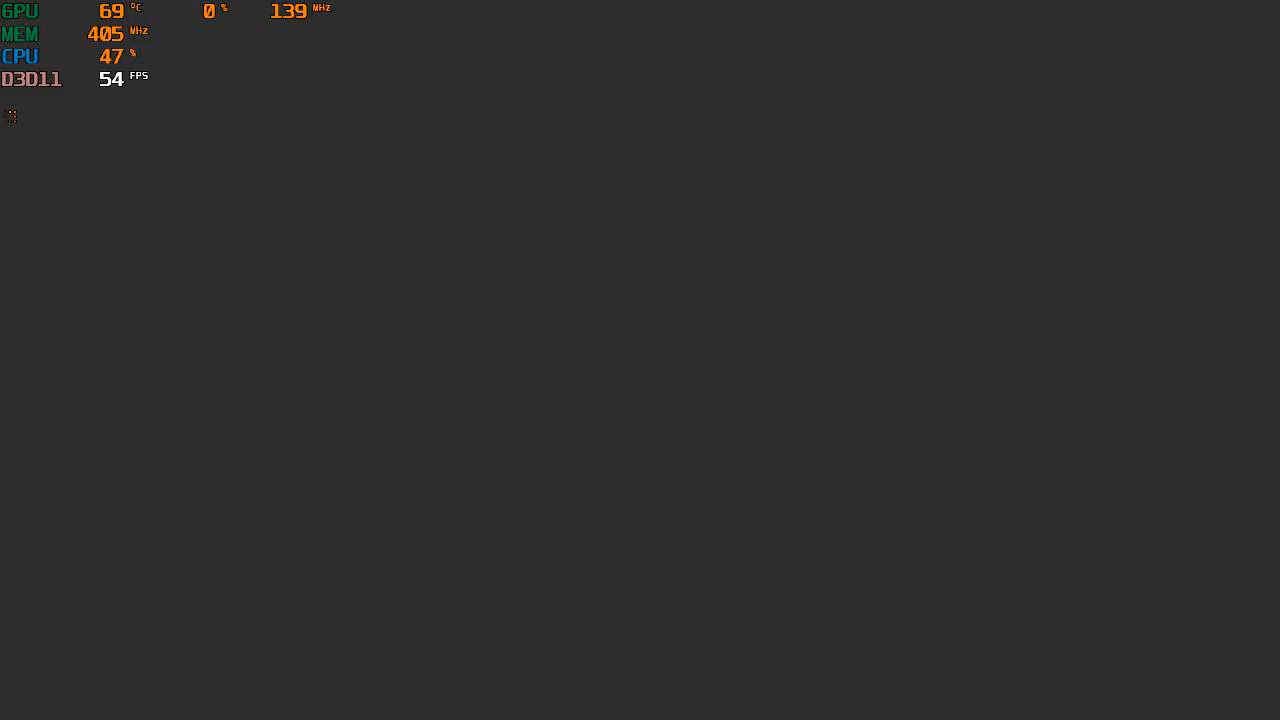 GPU 69 °C 0 % 139 MHz
MEM 405 MHz
CPU 47 %
D3D11 54 FPS